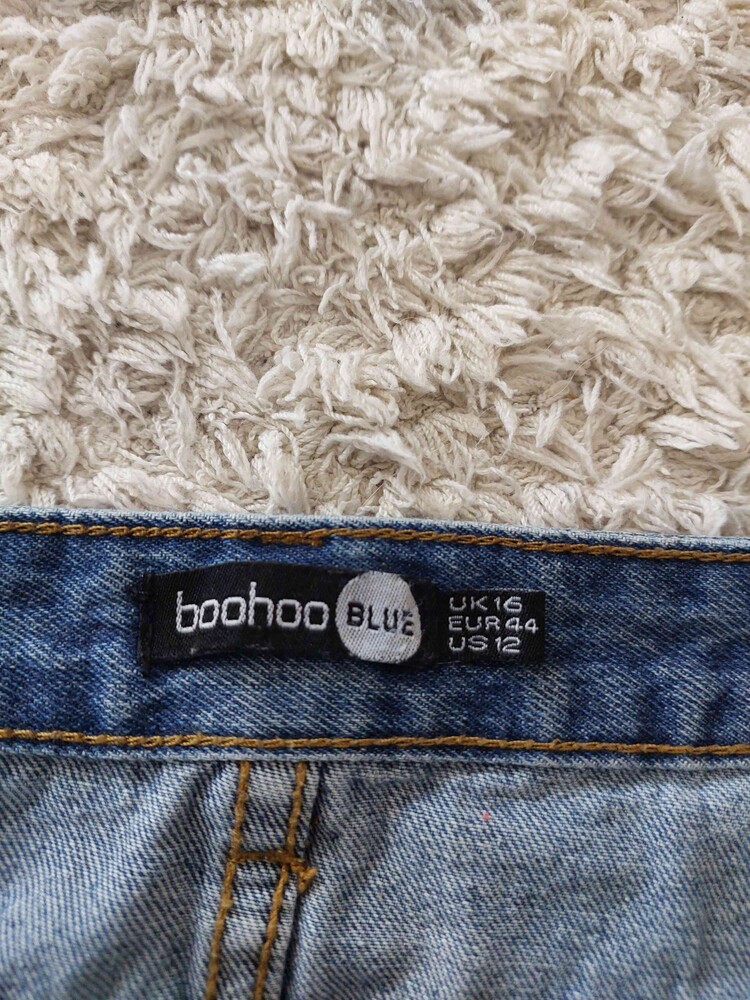 boohoo BLUE
UK 16
EUR 44
US 12